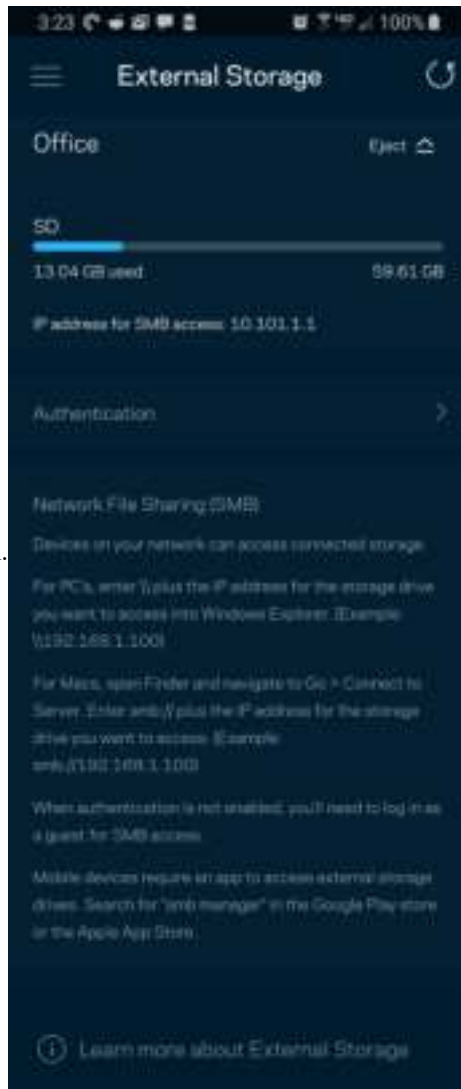 3:23 100%
External Storage
Office Eject
SD
13.04 GB used 59.61 GB
IP address for SMB access: 10.101.1.1
Authentication
Network File Sharing (SMB)
Devices on your network can access connected storage.
For PC's, enter \\ plus the IP address for the storage drive
you want to access into Windows Explorer. (Example:
\\192.168.1.100)
For Macs, open Finder and navigate to Go > Connect to
Server. Enter smb:// plus the IP address for the storage
drive you want to access. (Example:
smb://192.168.1.100)
When authentication is not enabled, you'll need to log in as
a guest for SMB access.
Mobile devices require an app to access external storage
drives. Search for "smb manager" in the Google Play store
or the Apple App Store.
Learn more about External Storage